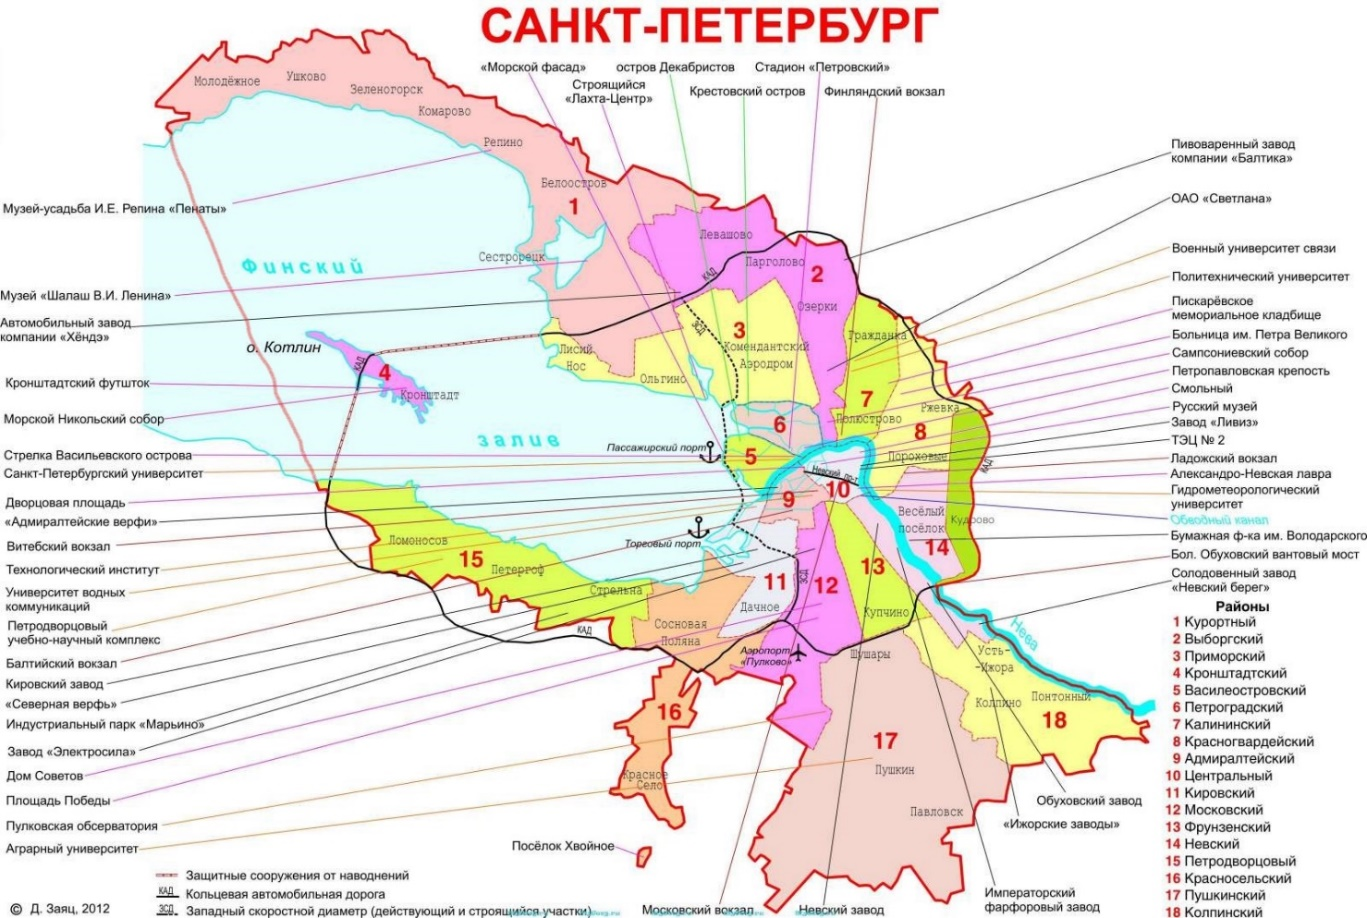 САНКТ-ПЕТЕРБУРГ
«Морской фасад»
остров Декабристов
Стадион «Петровский»
Строящийся
«Лахта-Центр»
Крестовский остров
Финляндский вокзал
Музей-усадьба И.Е. Репина «Пенаты»
Музей «Шалаш В.И. Ленина»
Автомобильный завод
компании «Хёндэ»
Кронштадтский футшток
Морской Никольский собор
Стрелка Васильевского острова
Санкт-Петербургский университет
Дворцовая площадь
«Адмиралтейские верфи»
Витебский вокзал
Технологический институт
Университет водных
коммуникаций
Петродворцовый
учебно-научный комплекс
Балтийский вокзал
Кировский завод
«Северная верфь»
Индустриальный парк «Марьино»
Завод «Электросила»
Дом Советов
Площадь Победы
Пулковская обсерватория
Аграрный университет
© Д. Заяц, 2012
Молодёжное
Ушково
Зеленогорск
Комарово
Репино
Белоостров
1
Сестрорецк
Финский
залив
о. Котлин
КАД
4
Кронштадт
Левашово
Парголово
2
КАД
Озерки
ЗСД
3
Комендантский
Аэродром
Лисий
Нос
Ольгино
Гражданка
7
Полюстрово
Ржевка
8
Пороховые
КАД
6
5
Пассажирский порт
Невский пр-т
9
10
Весёлый
посёлок
Кудрово
14
Торговый порт
11
Дачное
ЗСД
12
13
Купчино
Ломоносов
15
Петергоф
Стрельна
КАД
Сосновая
Поляна
Аэропорт
«Пулково»
Шушары
Нева
Усть-
-Ижора
Колпино
Понтонный
18
16
Красное
Село
17
Пушкин
Павловск
Посёлок Хвойное
Пивоваренный завод
компании «Балтика»
ОАО «Светлана»
Военный университет связи
Политехнический университет
Пискарёвское
мемориальное кладбище
Больница им. Петра Великого
Сампсониевский собор
Петропавловская крепость
Смольный
Русский музей
Завод «Ливиз»
ТЭЦ № 2
Ладожский вокзал
Александро-Невская лавра
Гидрометеорологический
университет
Обводный канал
Бумажная ф-ка им. Володарского
Бол. Обуховский вантовый мост
Солодовенный завод
«Невский берег»
Районы
1 Курортный
2 Выборгский
3 Приморский
4 Кронштадтский
5 Василеостровский
6 Петроградский
7 Калининский
8 Красногвардейский
9 Адмиралтейский
10 Центральный
11 Кировский
12 Московский
13 Фрунзенский
14 Невский
15 Петродворцовый
16 Красносельский
17 Пушкинский
18 Колпинский
Обуховский завод
«Ижорские заводы»
Императорский
фарфоровый завод
Московский вокзал
Невский завод
Защитные сооружения от наводнений
КАД Кольцевая автомобильная дорога
ЗСД Западный скоростной диаметр (действующий и строящийся участки)